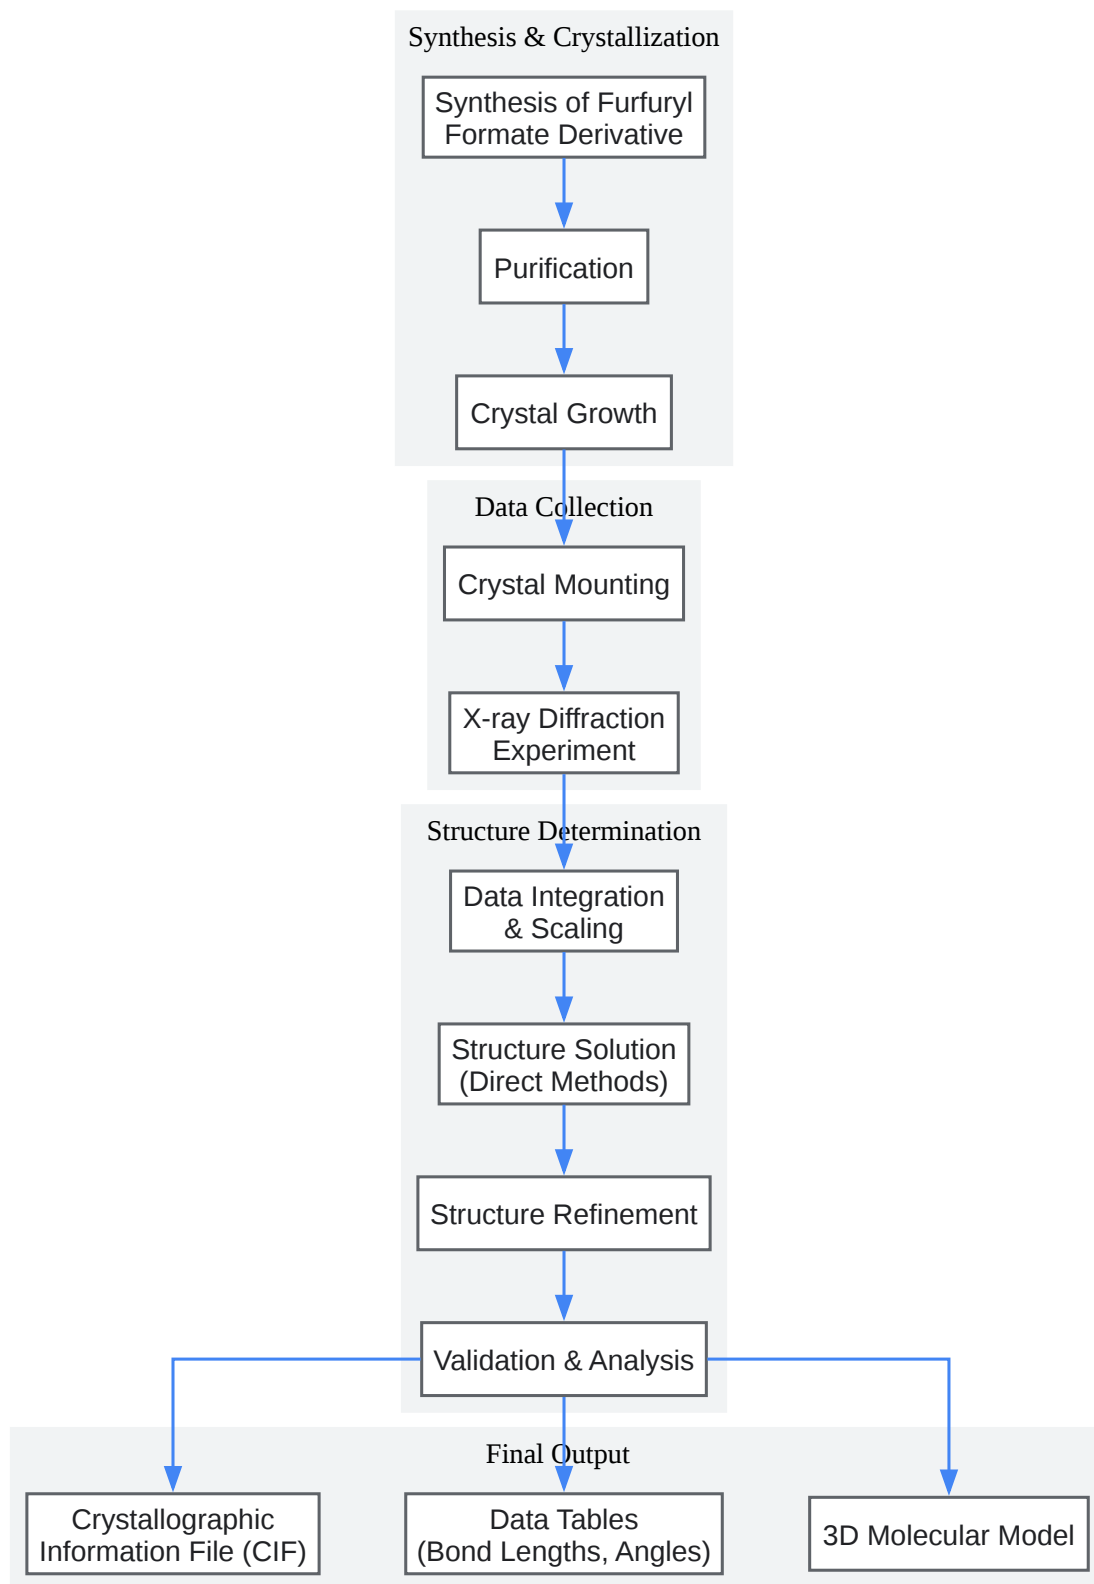 Synthesis & Crystallization
Synthesis of Furfuryl
Formate Derivative
Purification
Crystal Growth
Data Collection
Crystal Mounting
X-ray Diffraction
Experiment
Structure Determination
Data Integration
& Scaling
Structure Solution
(Direct Methods)
Structure Refinement
Validation & Analysis
Final Output
Crystallographic
Information File (CIF)
Data Tables
(Bond Lengths, Angles)
3D Molecular Model